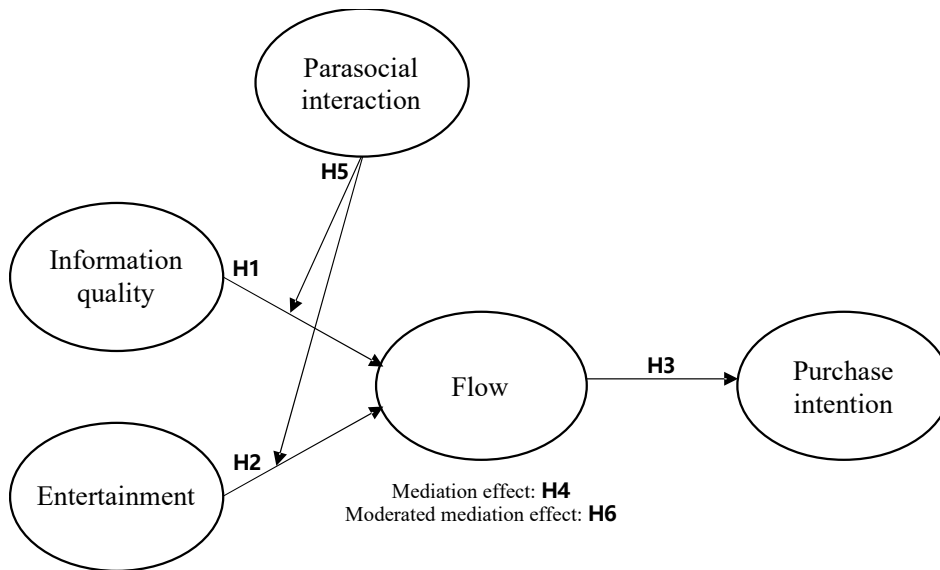 Parasocial
interaction
H5
Information
quality
H1
Flow
H3
Purchase
intention
Entertainment
H2
Mediation effect: H4
Moderated mediation effect: H6